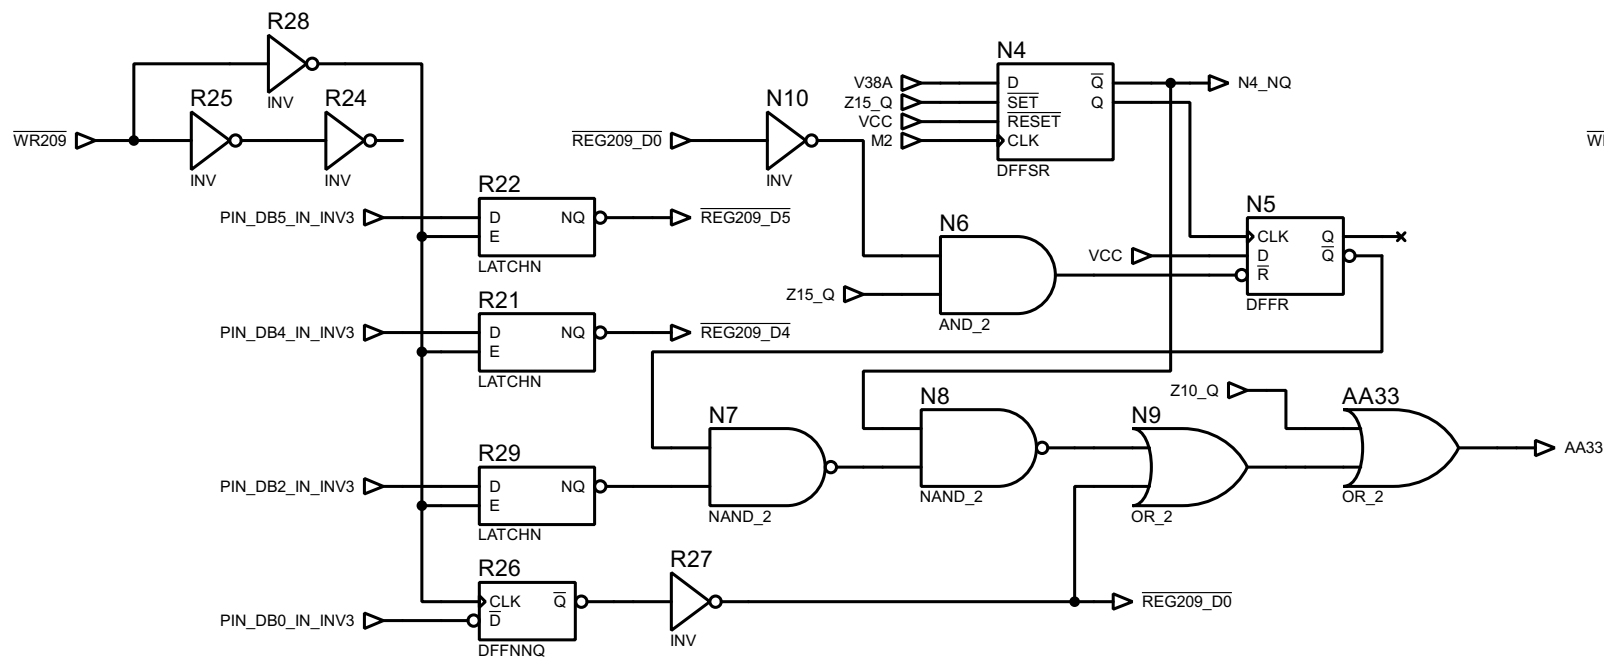 R28
INV
R25
R24
WR209
INV
INV
N10
REG209_D0
INV
N4
V38A
Z15_Q
VCC
M2
D
SET
RESET
CLK
Q
Q
DFFSR
N4_NQ
R22
PIN_DB5_IN_INV3
D
E
NQ
LATCHN
REG209_D5
N6
Z15_Q
AND_2
N5
VCC
CLK
D
R
Q
Q
DFFR
R21
PIN_DB4_IN_INV3
D
E
NQ
LATCHN
REG209_D4
R29
PIN_DB2_IN_INV3
D
E
NQ
LATCHN
N7
NAND_2
N8
NAND_2
N9
OR_2
Z10_Q
AA33
OR_2
AA33
R26
PIN_DB0_IN_INV3
CLK
D
Q
DFFNNQ
R27
INV
REG209_D0